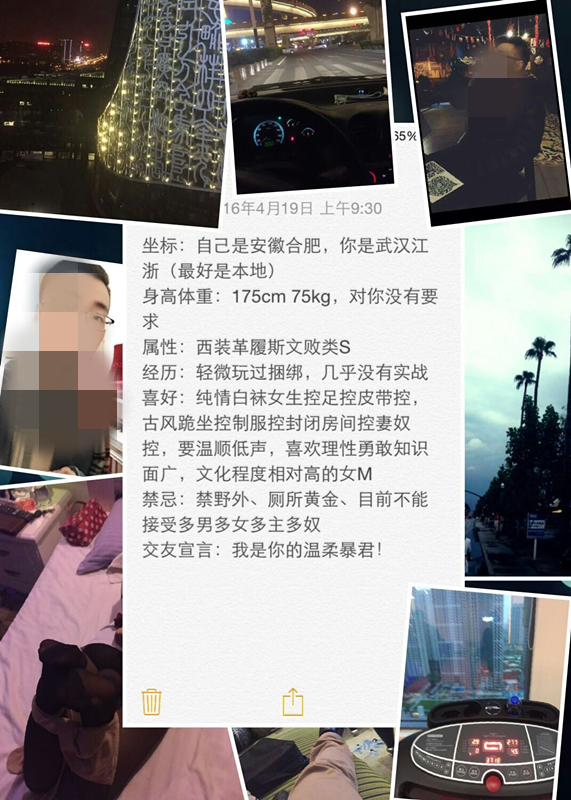 65%
16年4月19日 上午9:30
坐标：自己是安徽合肥，你是武汉江
浙（最好是本地）
身高体重：175cm 75kg，对你没有要
求
属性：西装革履斯文败类S
经历：轻微玩过捆绑，几乎没有实战
喜好：纯情白袜女生控足控皮带控，
古风跪坐控制服控封闭房间控妻奴
控，要温顺低声，喜欢理性勇敢知识
面广，文化程度相对高的女M
禁忌：禁野外、厕所黄金、目前不能
接受多男多女多主多奴
交友宣言：我是你的温柔暴君！